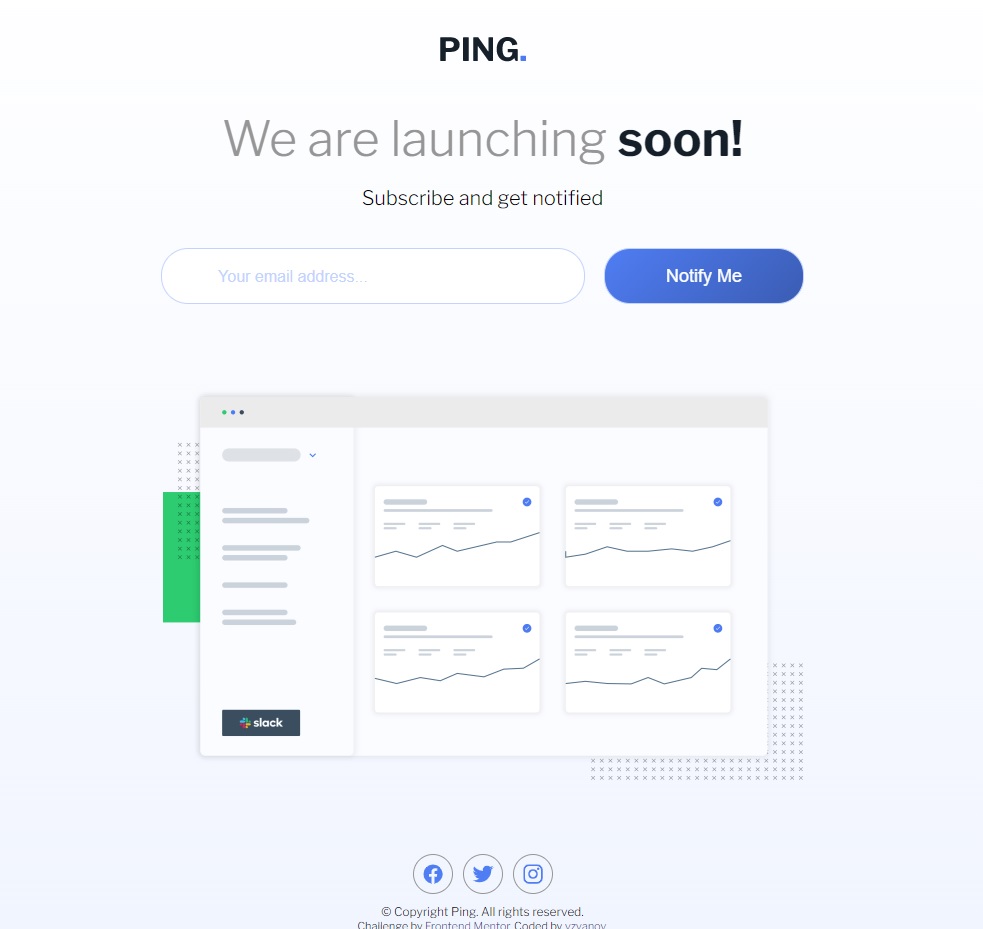 PING.
We are launching soon!
Subscribe and get notified
Your email address...
Notify Me
slack
© Copyright Ping. All rights reserved.
Challenge by Frontend Mentor. Coded by